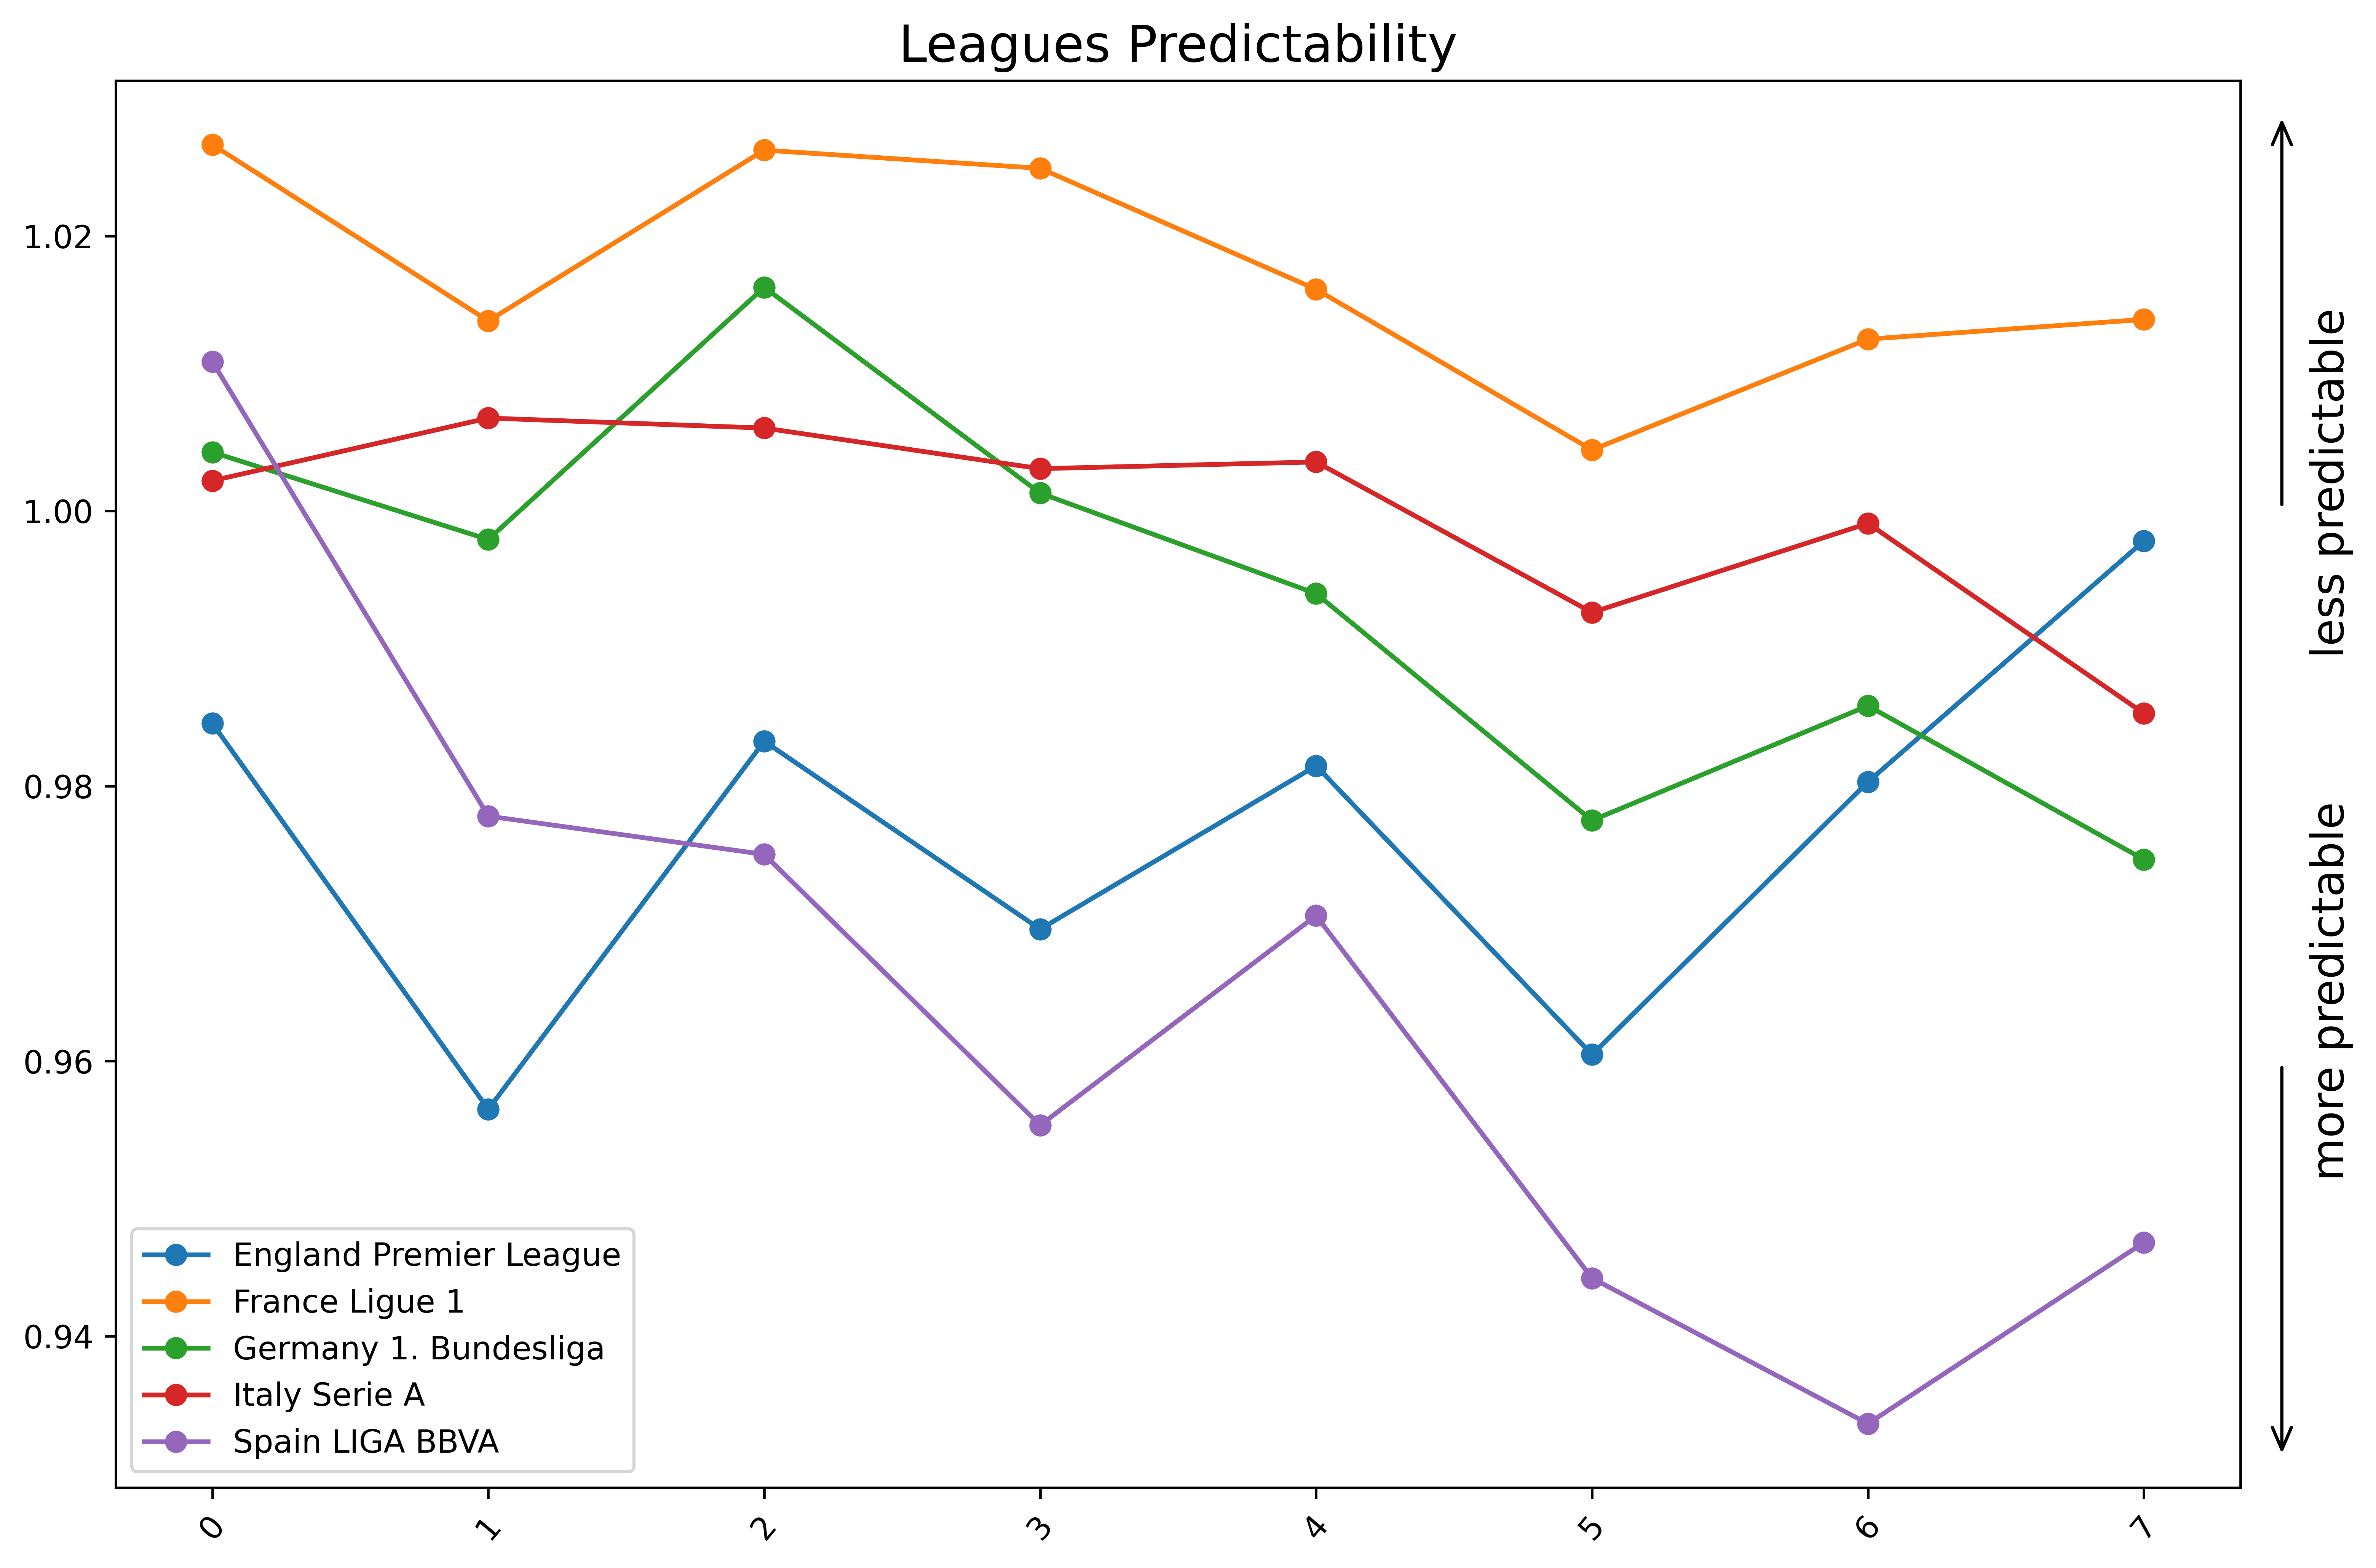 Leagues Predictability
1.02
1.00
0.98
0.96
0.94
less predictable
more predictable
England Premier League
France Ligue 1
Germany 1. Bundesliga
Italy Serie A
Spain LIGA BBVA
0
1
2
3
4
5
6
7